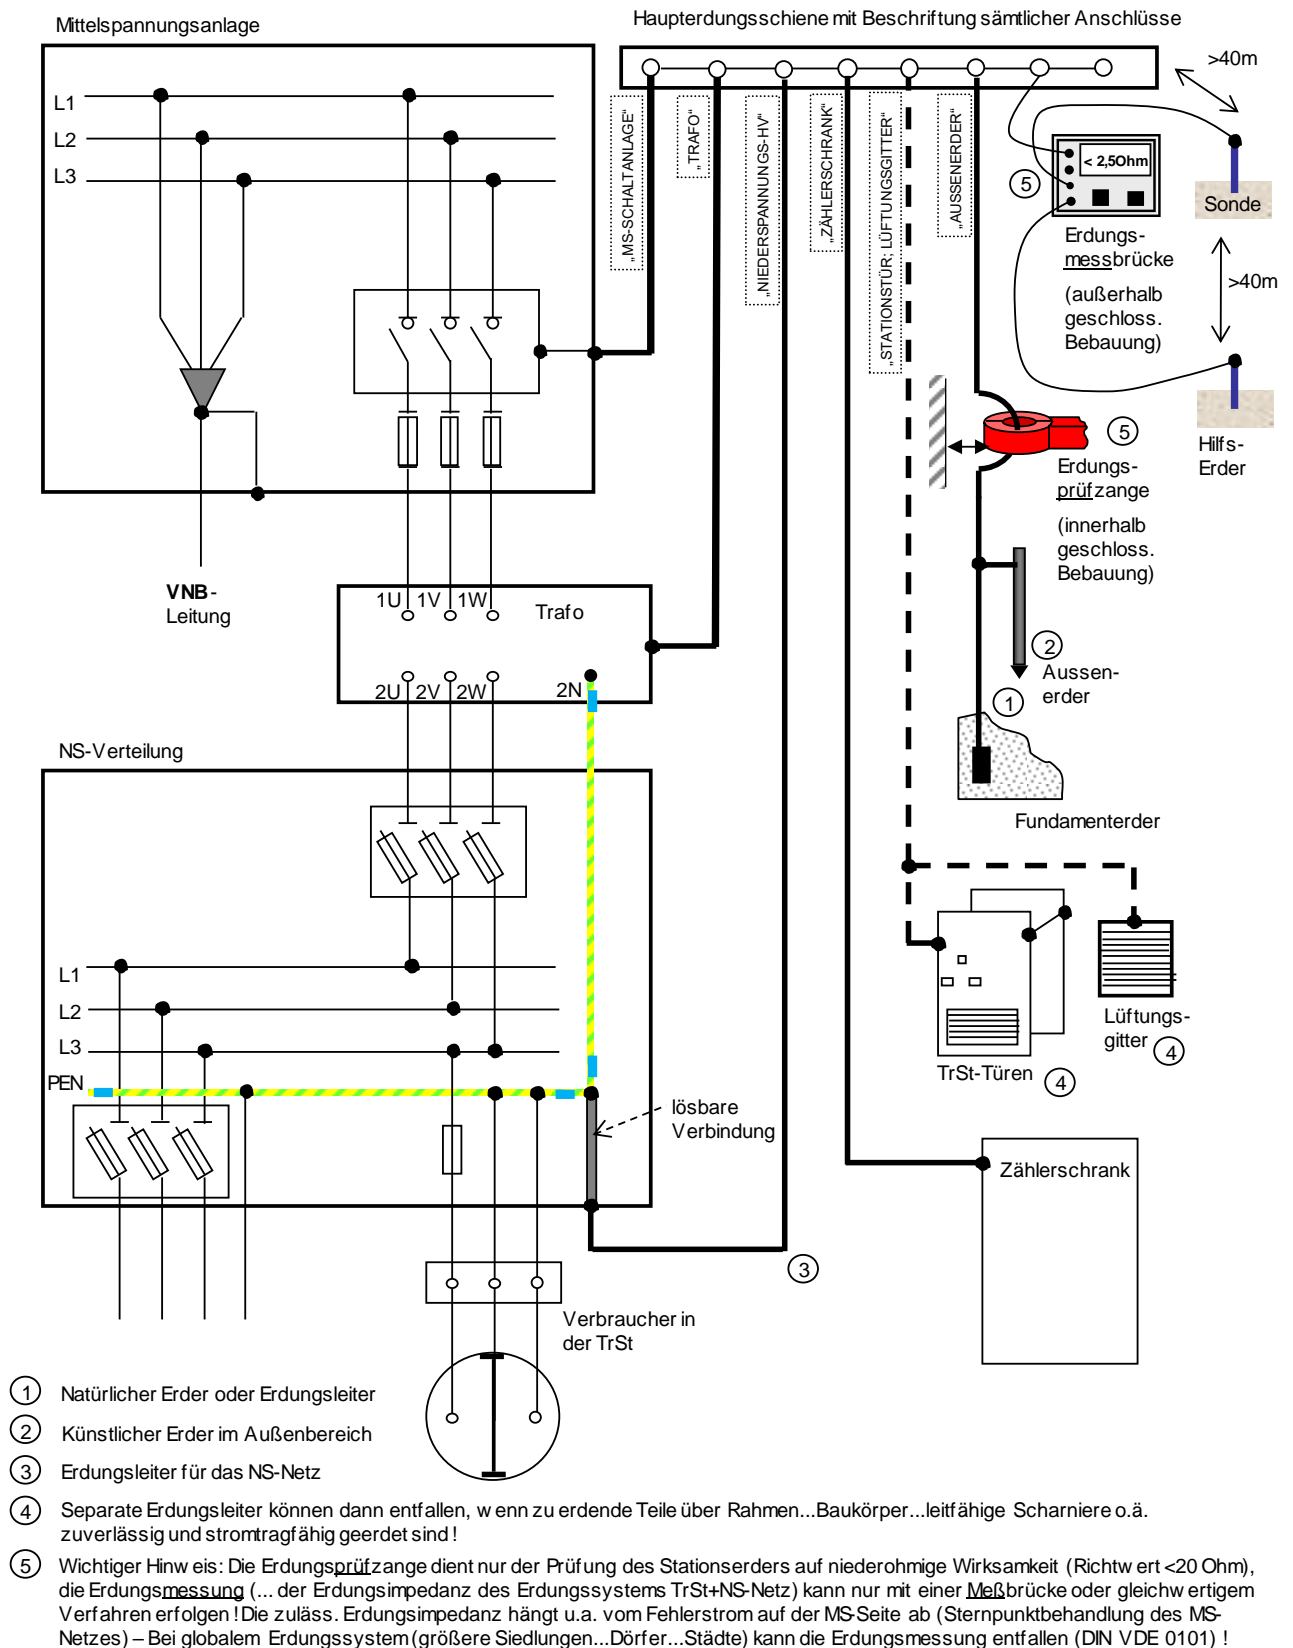 Mittelspannungsanlage
Haupterdungsschiene mit Beschriftung sämtlicher Anschlüsse
L1
L2
L3
„MS-SCHALTANLAGE“
„TRAFO“
„NIEDERSPANNUNGS-HV“
„ZÄHLERSCHRANK“
„STATIONSTÜR; LÜFTUNGSGITTER“
„AUSSENERDER“
>40m
< 2,5Ohm
5
Sonde
Erdungs-
messbrücke
(außerhalb
geschloss.
Bebauung)
>40m
Hilfs-
Erder
5
Erdungs-
prüfzange
(innerhalb
geschloss.
Bebauung)
VNB-
Leitung
1U 1V 1W
Trafo
2U 2V 2W
2N
2
Aussen-
erder
1
Fundamenterder
NS-Verteilung
L1
L2
L3
PEN
lösbare
Verbindung
TrSt-Türen 4
Lüftungs-
gitter 4
Zählerschrank
3
Verbraucher in
der TrSt
1 Natürlicher Erder oder Erdungsleiter
2 Künstlicher Erder im Außenbereich
3 Erdungsleiter für das NS-Netz
4 Separate Erdungsleiter können dann entfallen, wenn zu erdende Teile über Rahmen...Baukörper...leitfähige Scharniere o.ä.
zuverlässig und stromtragfähig geerdet sind !
5 Wichtiger Hinweis: Die Erdungsprüfzange dient nur der Prüfung des Stationserders auf niederohmige Wirksamkeit (Richtwert <20 Ohm),
die Erdungsmessung (... der Erdungsimpedanz des Erdungssystems TrSt+NS-Netz) kann nur mit einer Meßbrücke oder gleichwertigem
Verfahren erfolgen ! Die zuläss. Erdungsimpedanz hängt u.a. vom Fehlerstrom auf der MS-Seite ab (Sternpunktbehandlung des MS-
Netzes) – Bei globalem Erdungssystem (größere Siedlungen...Dörfer...Städte) kann die Erdungsmessung entfallen (DIN VDE 0101) !